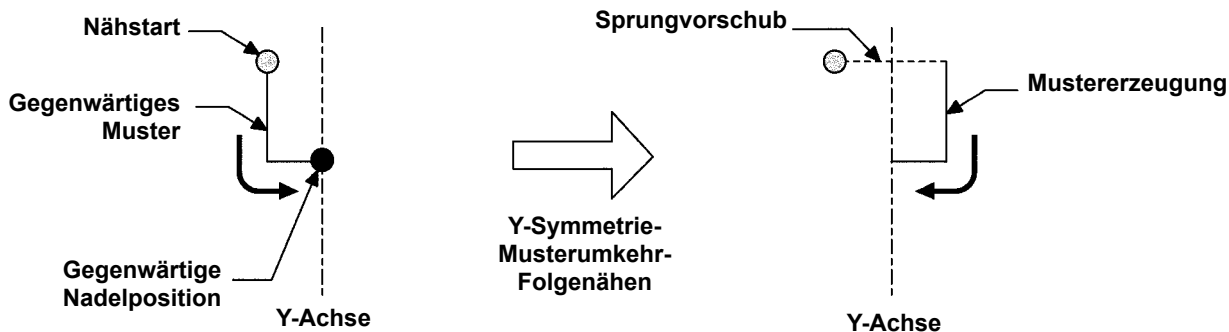 Nähstart
Gegenwärtiges
Muster
Gegenwärtige
Nadelposition
Y-Achse
Y-Symmetrie-
Musterumkehr-
Folgenähen
Sprungvorschub
Mustererzeugung
Y-Achse